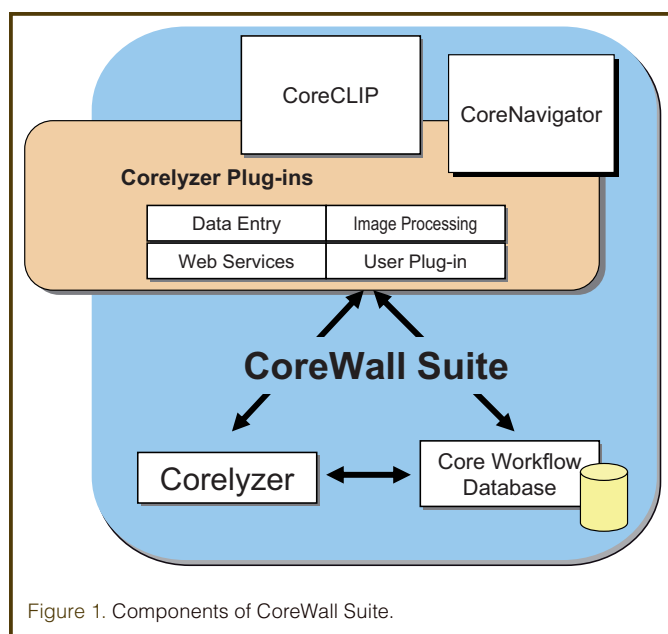 CoreCLIP
CoreNavigator
Corelyzer Plug-ins
Data Entry
Image Processing
Web Services
User Plug-in
CoreWall Suite
Corelyzer
Core Workflow
Database
Figure 1. Components of CoreWall Suite.